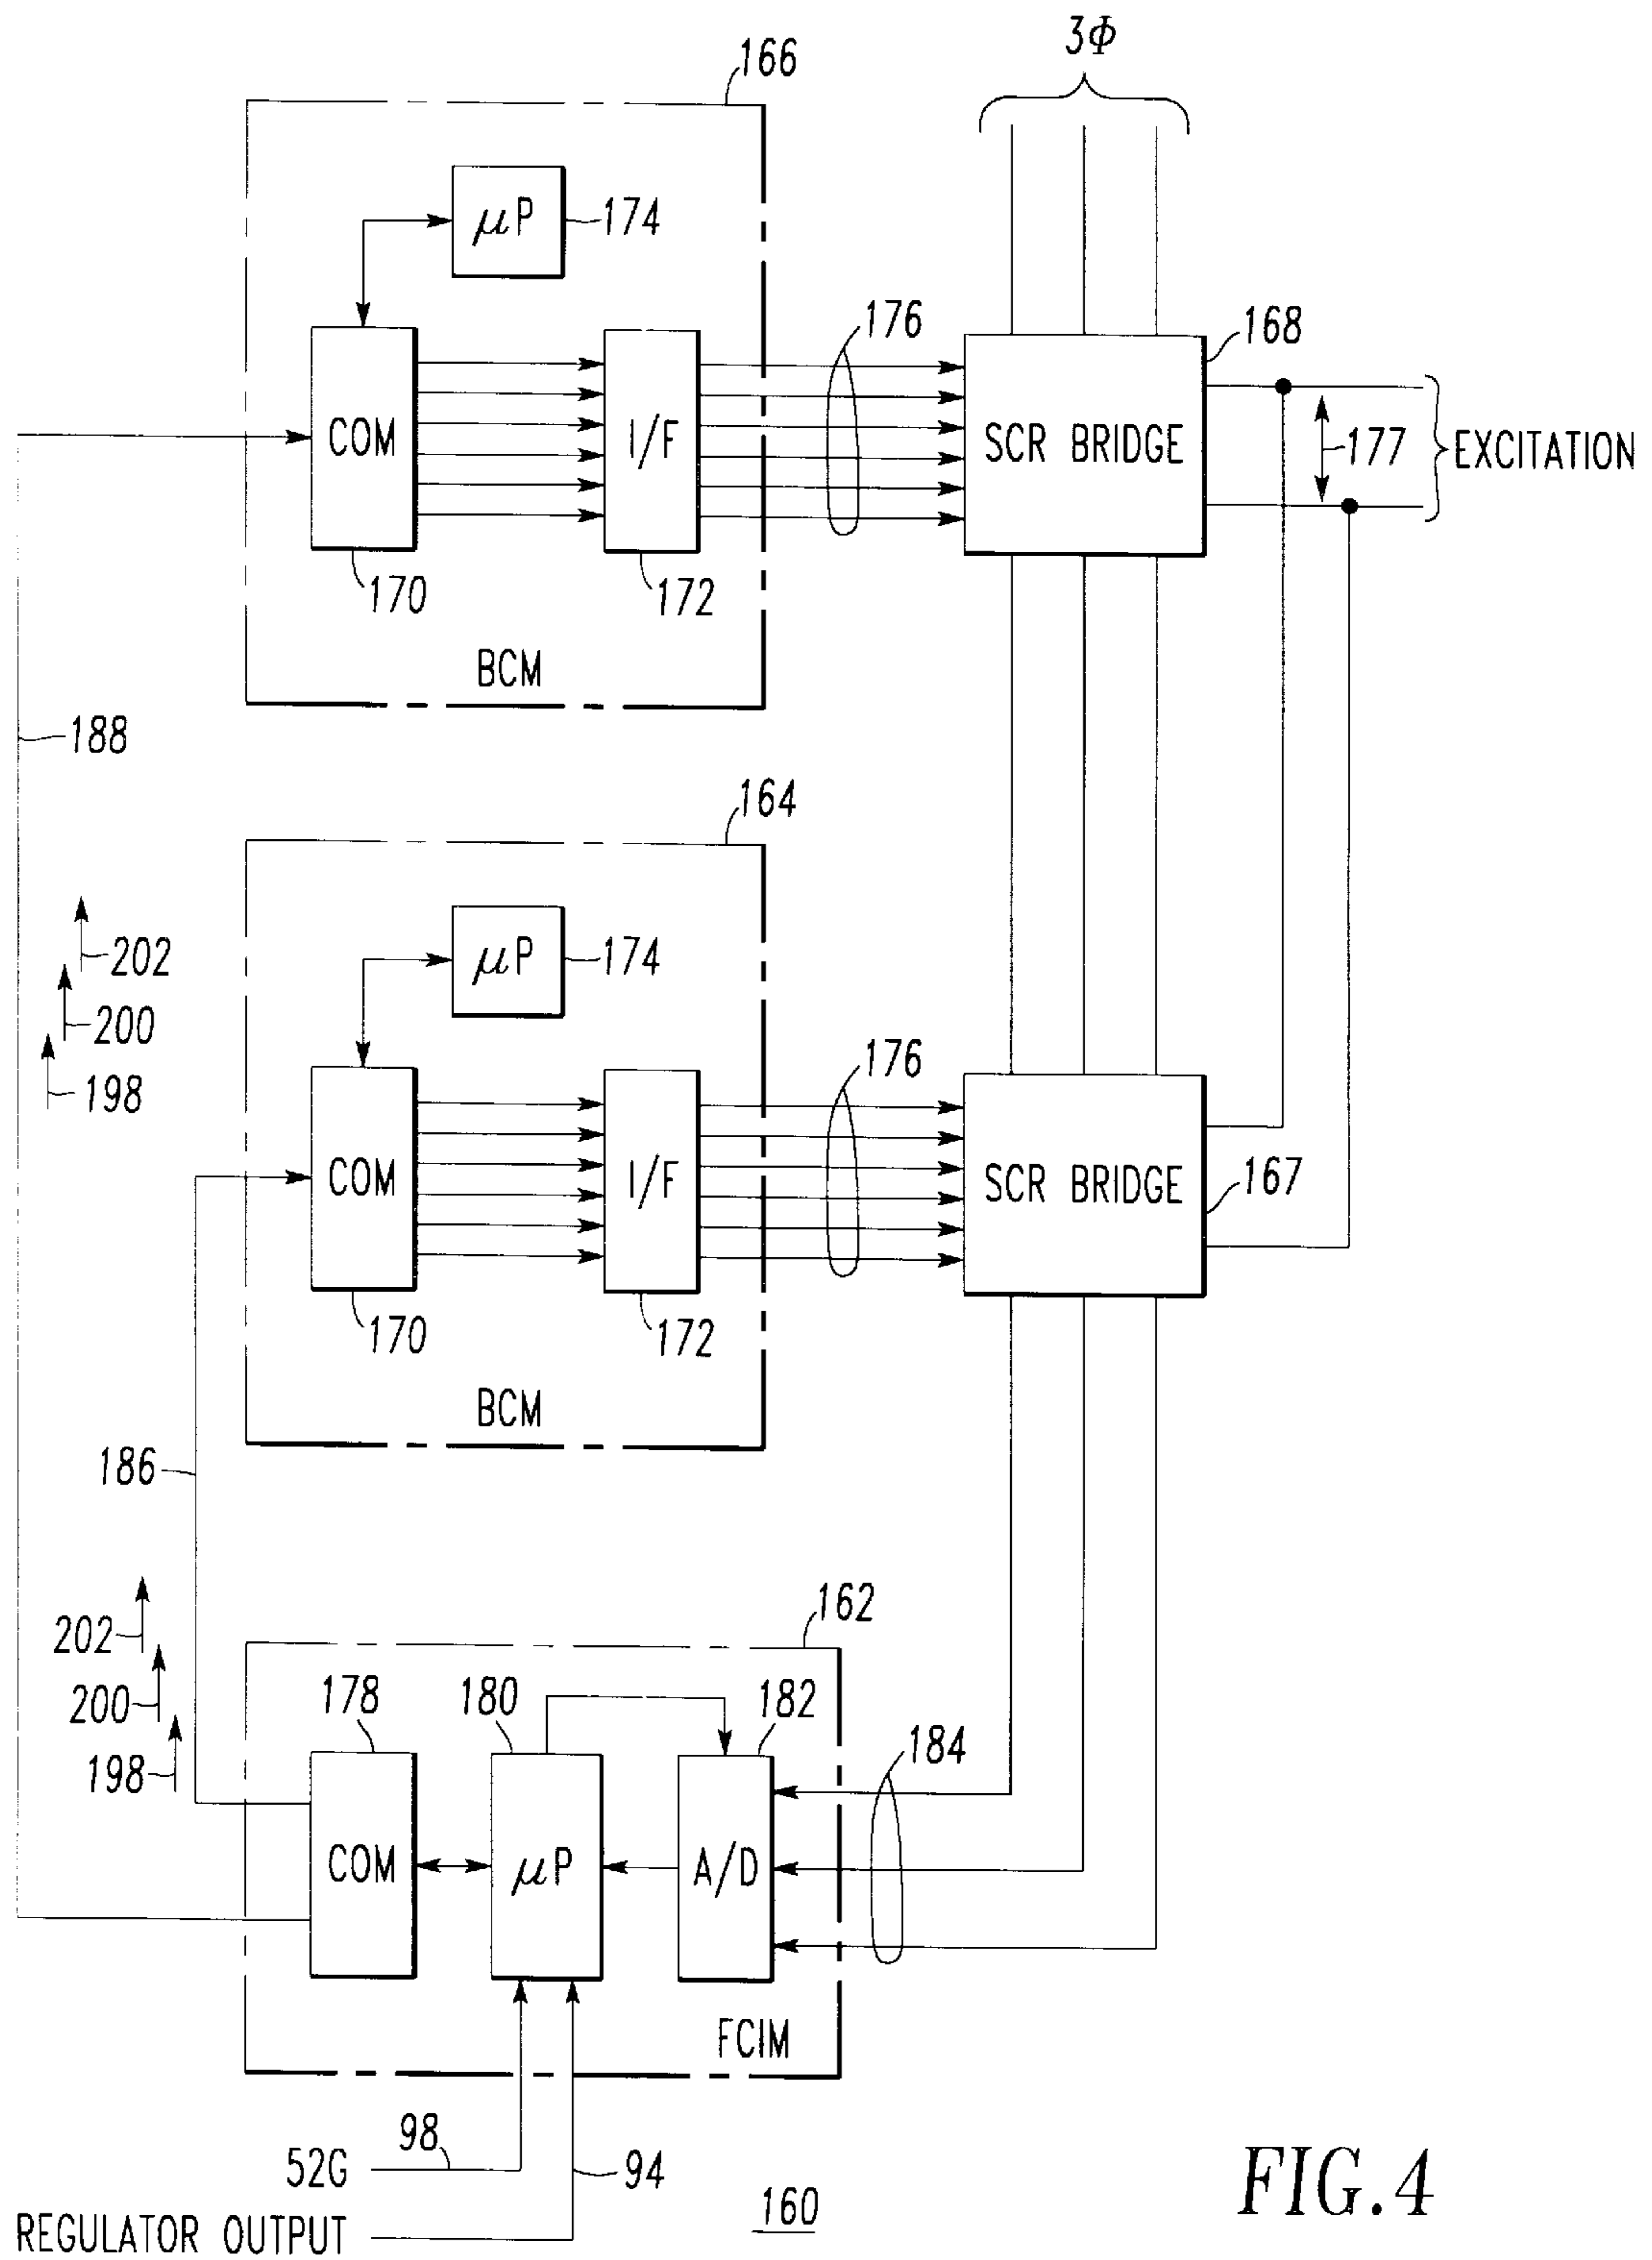 3Φ
166
μP
174
176
168
COM
I/F
SCR BRIDGE
177
EXCITATION
170
172
BCM
188
164
202
μP
174
200
176
198
COM
I/F
SCR BRIDGE
167
170
172
BCM
186
162
202
178
180
182
200
184
198
COM
μP
A/D
FCIM
98
52G
94
160
REGULATOR OUTPUT
FIG.4